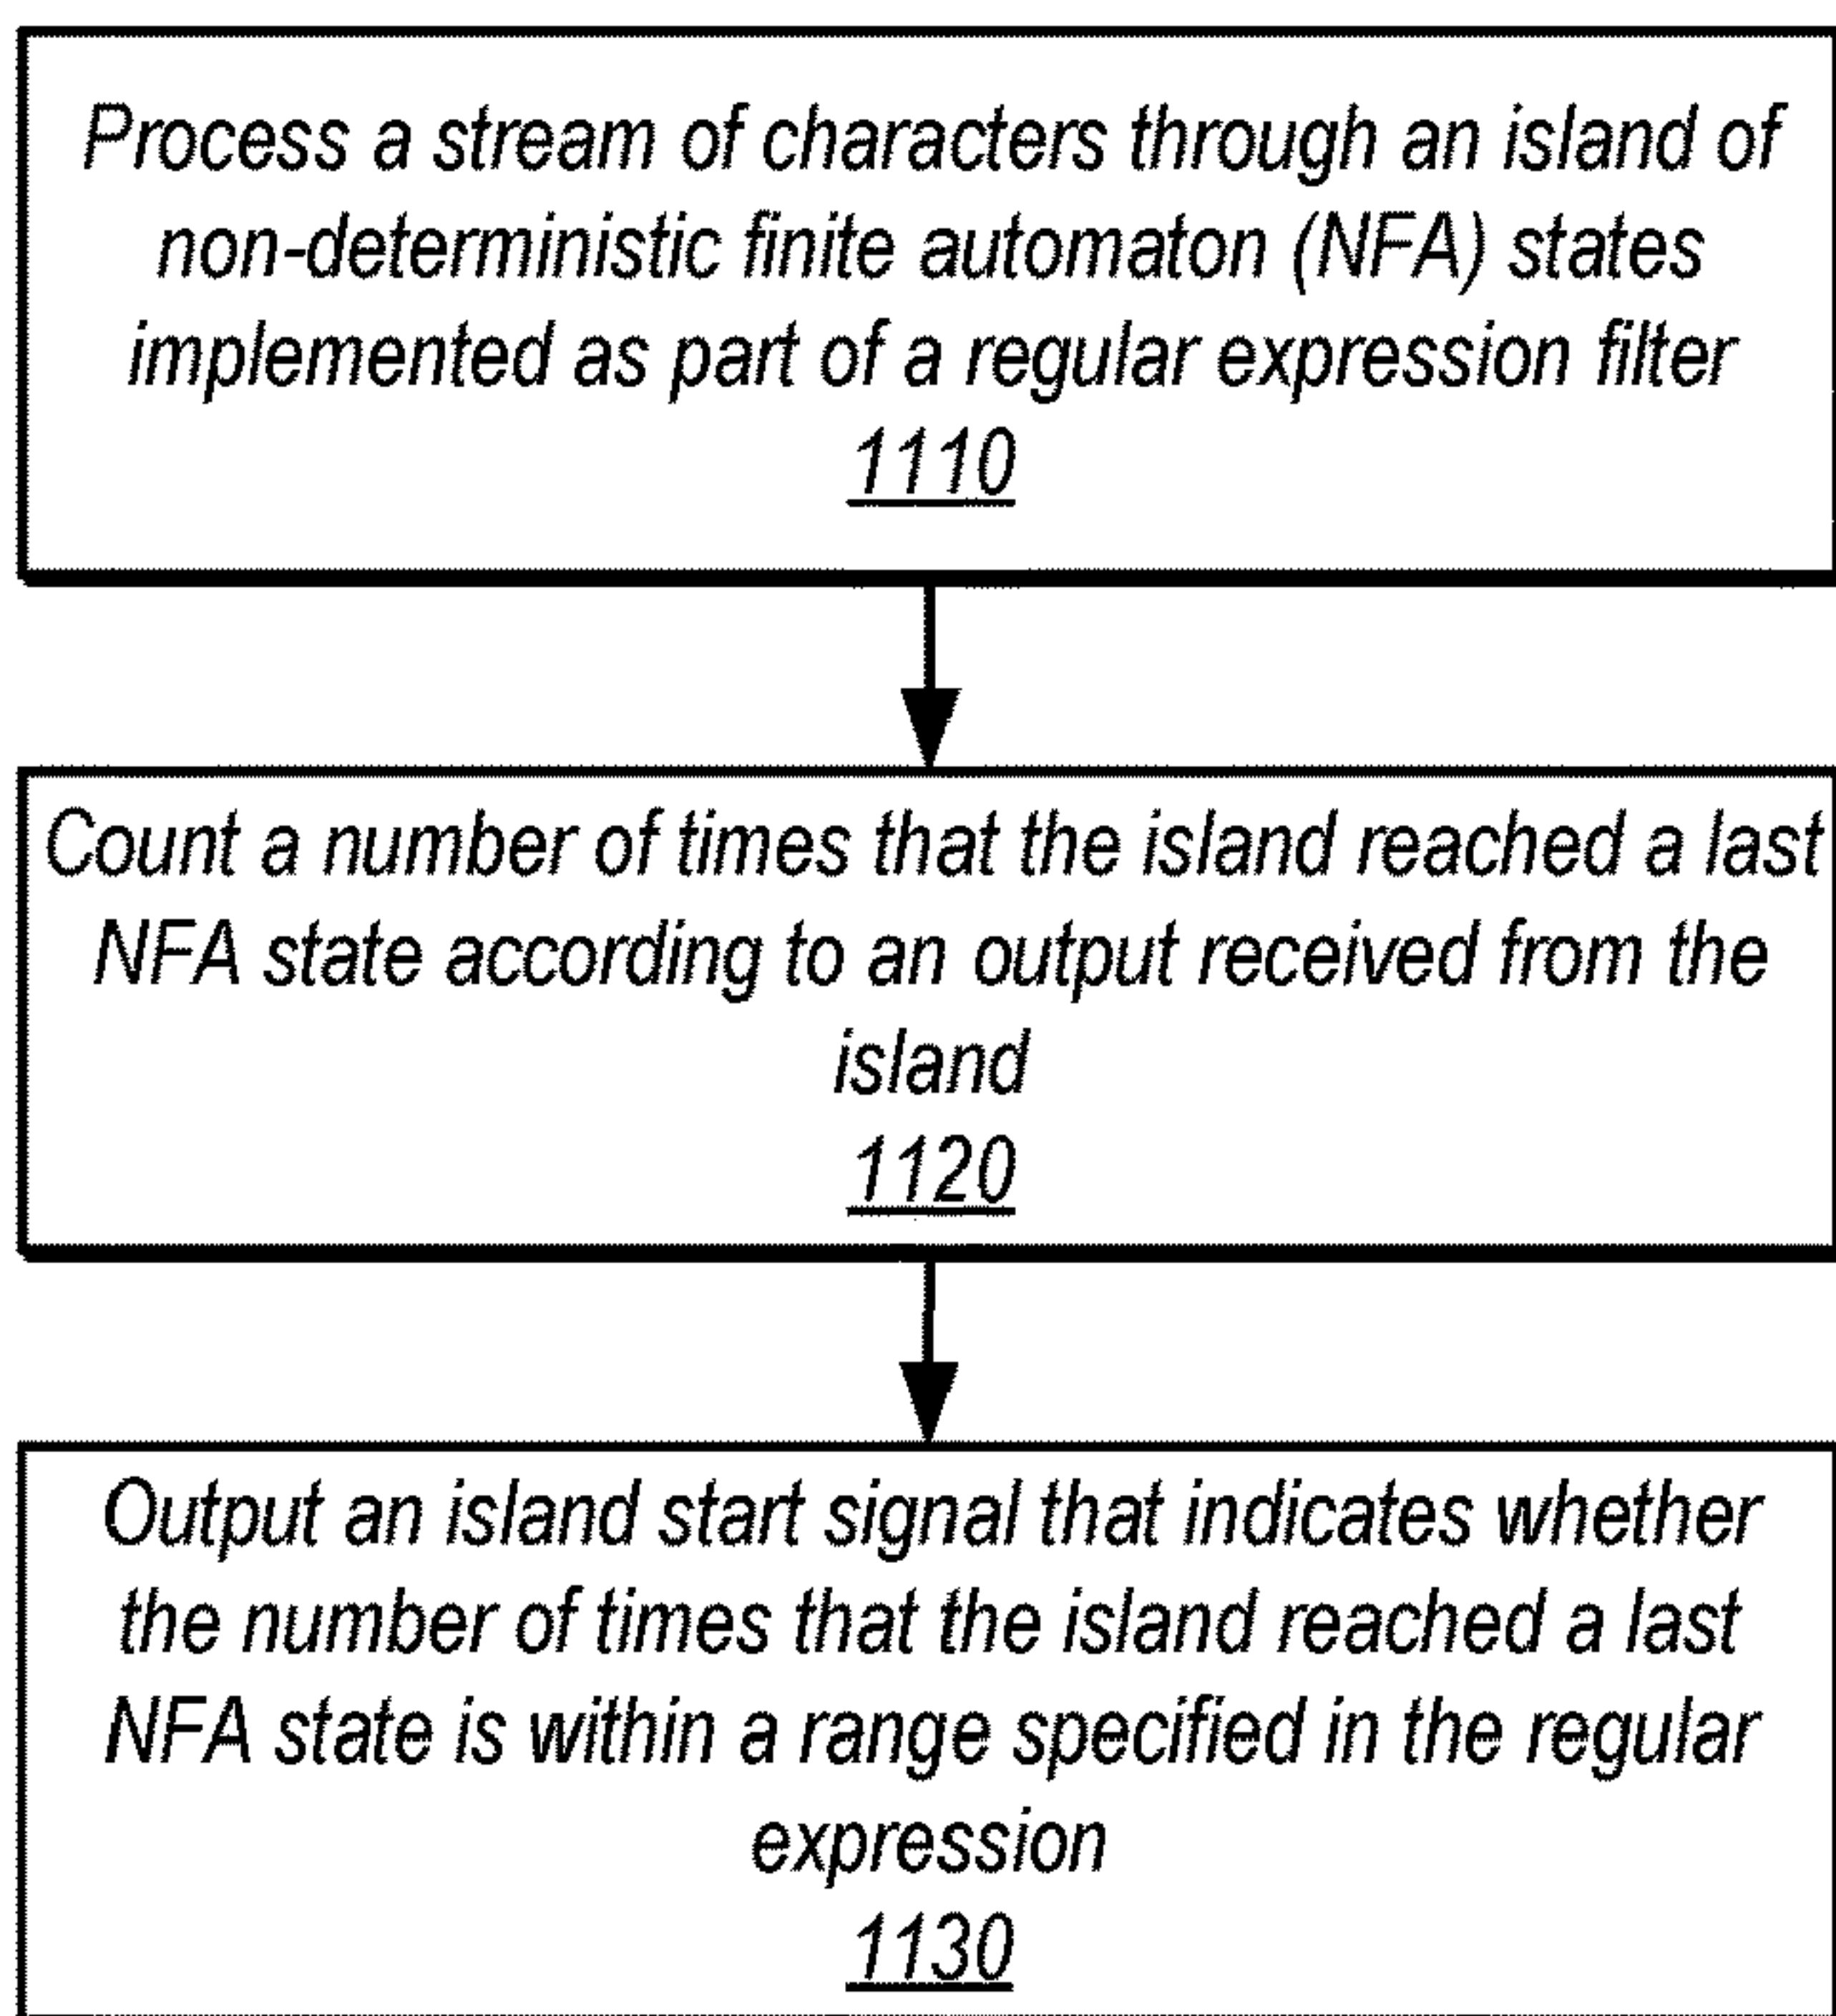 Process a stream of characters through an island of
non-deterministic finite automaton (NFA) states
implemented as part of a regular expression filter
1110
Count a number of times that the island reached a last
NFA state according to an output received from the
island
1120
Output an island start signal that indicates whether
the number of times that the island reached a last
NFA state is within a range specified in the regular
expression
1130